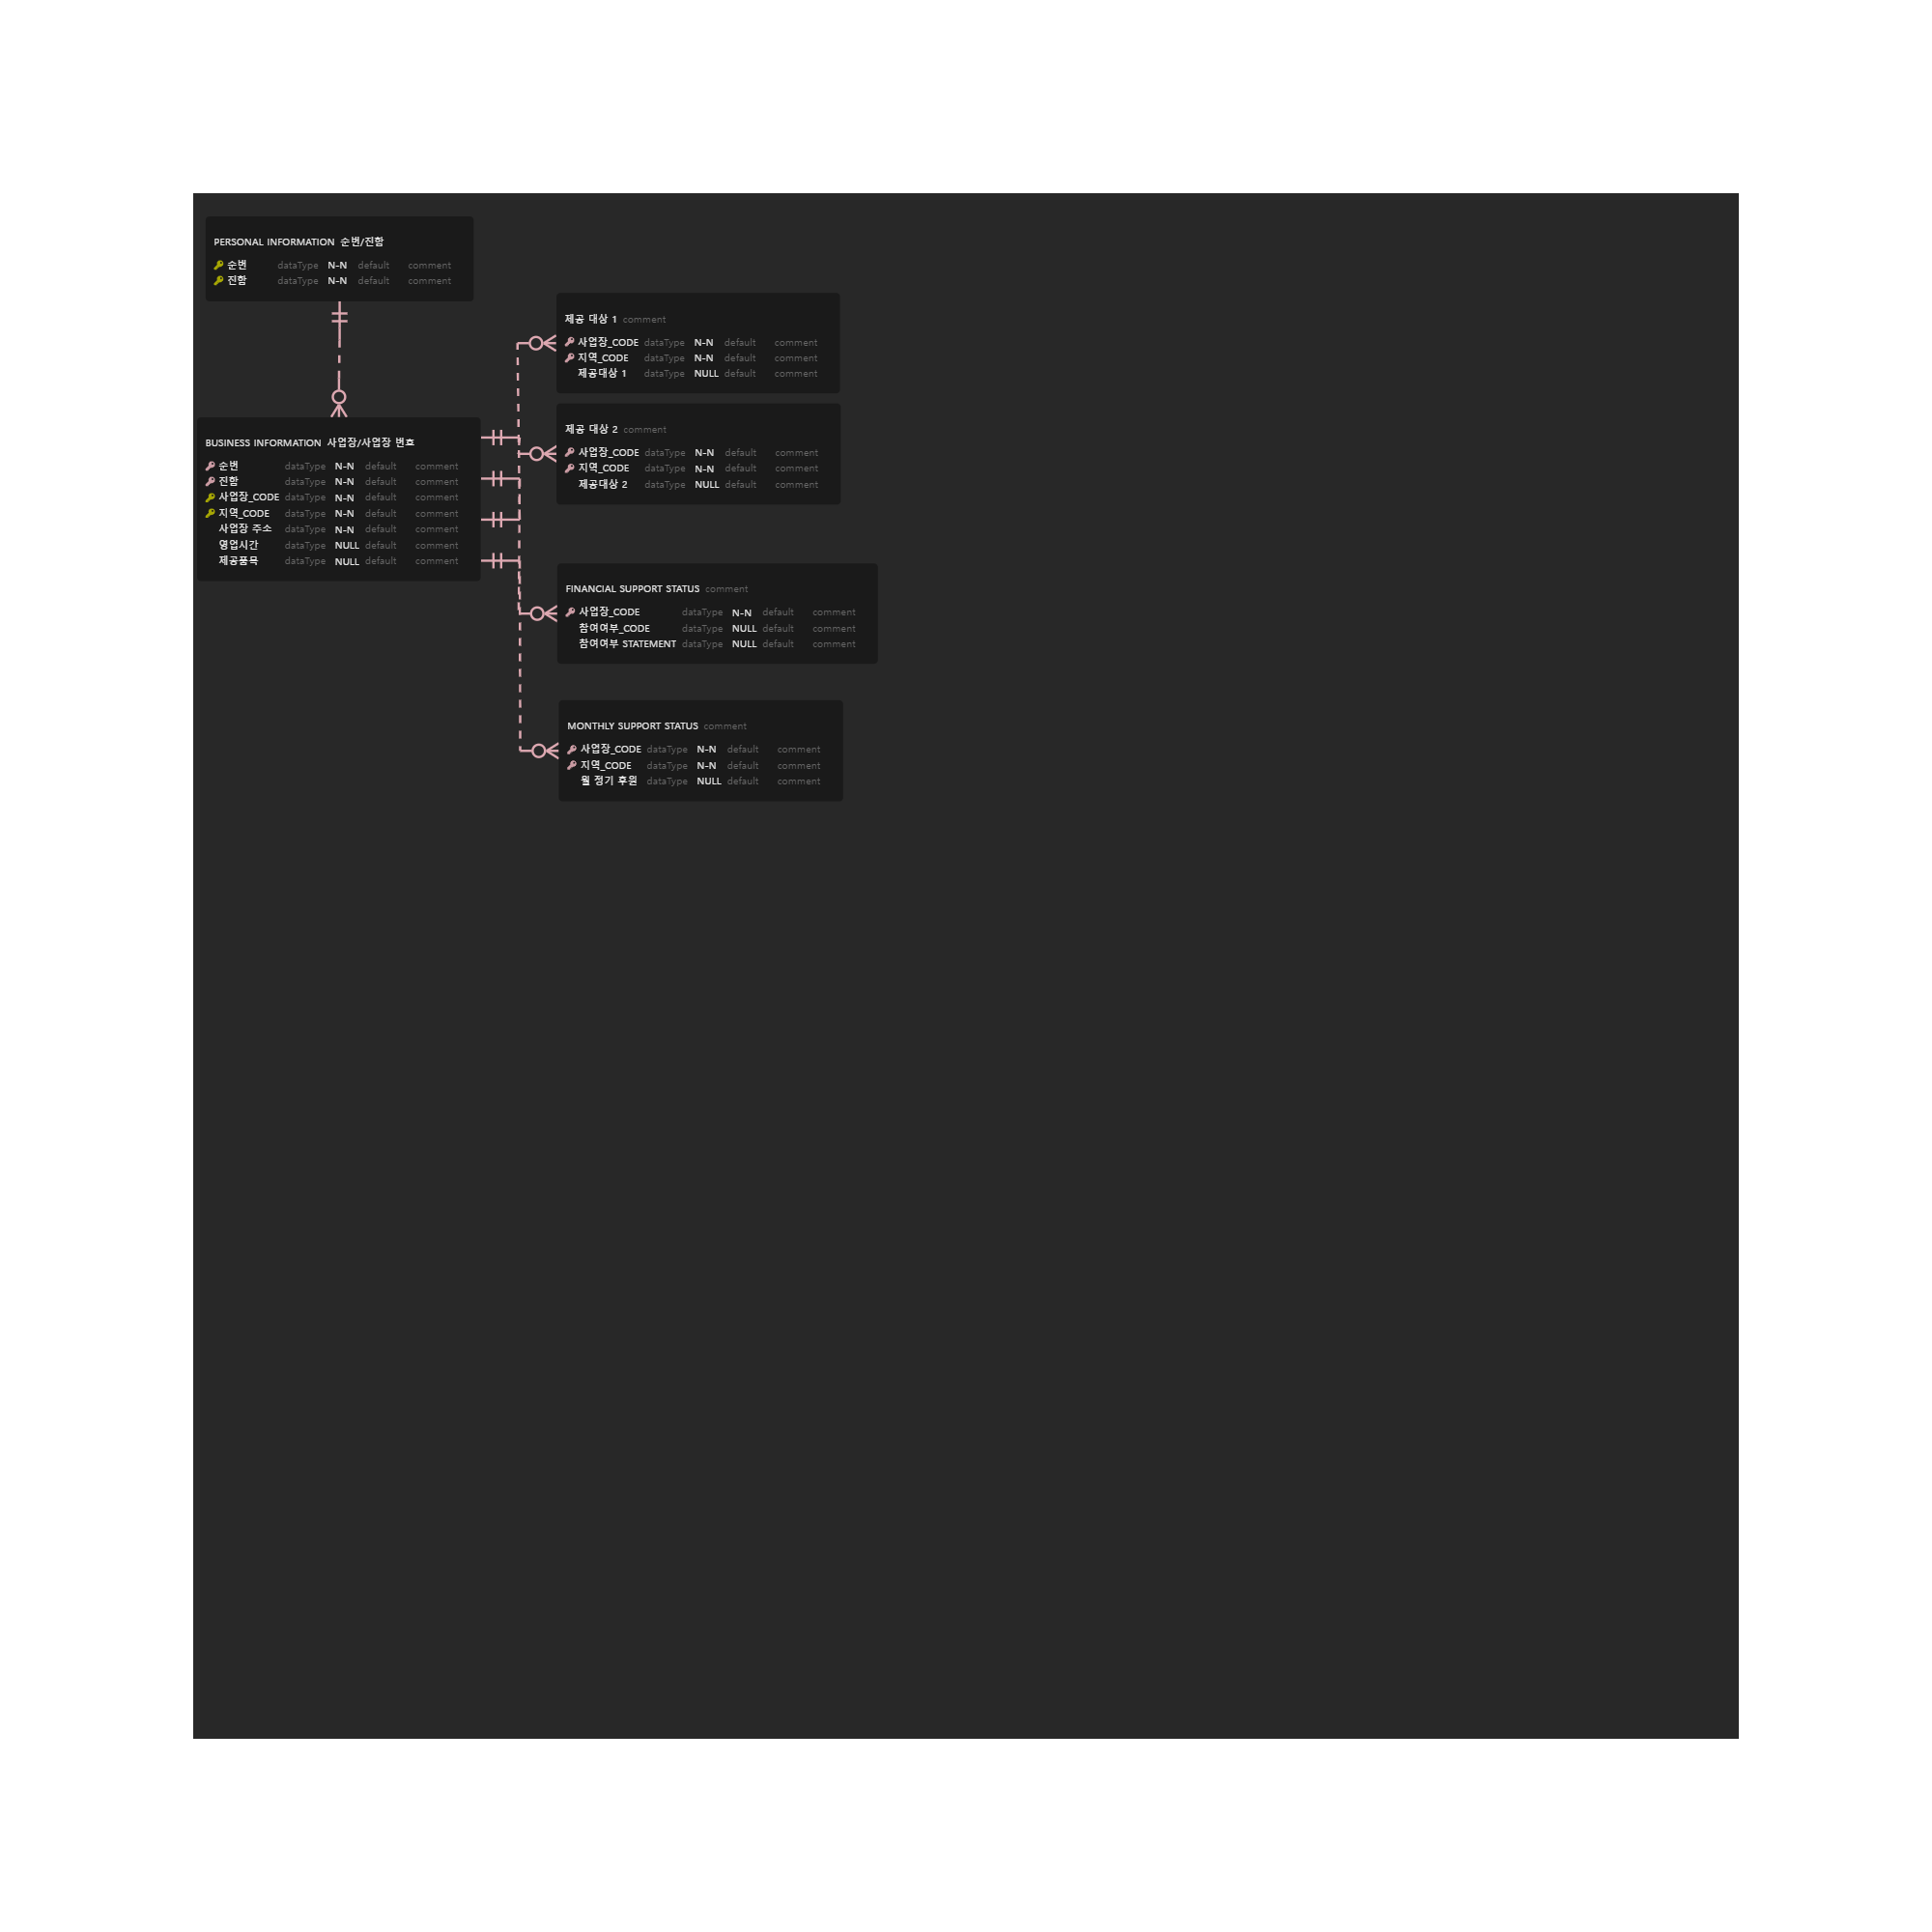 PERSONAL INFORMATION 순번/진함
순번 dataType N-N default comment
진함 dataType N-N default comment
BUSINESS INFORMATION 사업장/사업장 번호
순번 dataType N-N default comment
진함 dataType N-N default comment
사업장_CODE dataType N-N default comment
지역_CODE dataType N-N default comment
사업장 주소 dataType N-N default comment
영업시간 dataType NULL default comment
제공품목 dataType NULL default comment
제공 대상 1 comment
사업장_CODE dataType N-N default comment
지역_CODE dataType N-N default comment
제공대상 1 dataType NULL default comment
제공 대상 2 comment
사업장_CODE dataType N-N default comment
지역_CODE dataType N-N default comment
제공대상 2 dataType NULL default comment
FINANCIAL SUPPORT STATUS comment
사업장_CODE dataType N-N default comment
참여여부_CODE dataType NULL default comment
참여여부 STATEMENT dataType NULL default comment
MONTHLY SUPPORT STATUS comment
사업장_CODE dataType N-N default comment
지역_CODE dataType N-N default comment
월 정기 후원 dataType NULL default comment